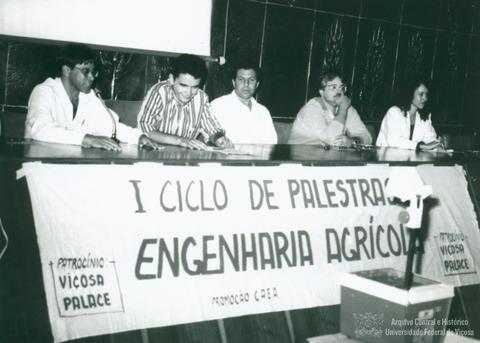 I CICLO DE PALESTRAS
ENGENHARIA AGRÍCOLA
PROMOÇÃO CAEA
PATROCÍNIO
VIÇOSA
PALACE
PATROCÍNIO
VIÇOSA
PALACE
Arquivo Central e Histórico
Universidade Federal de Viçosa